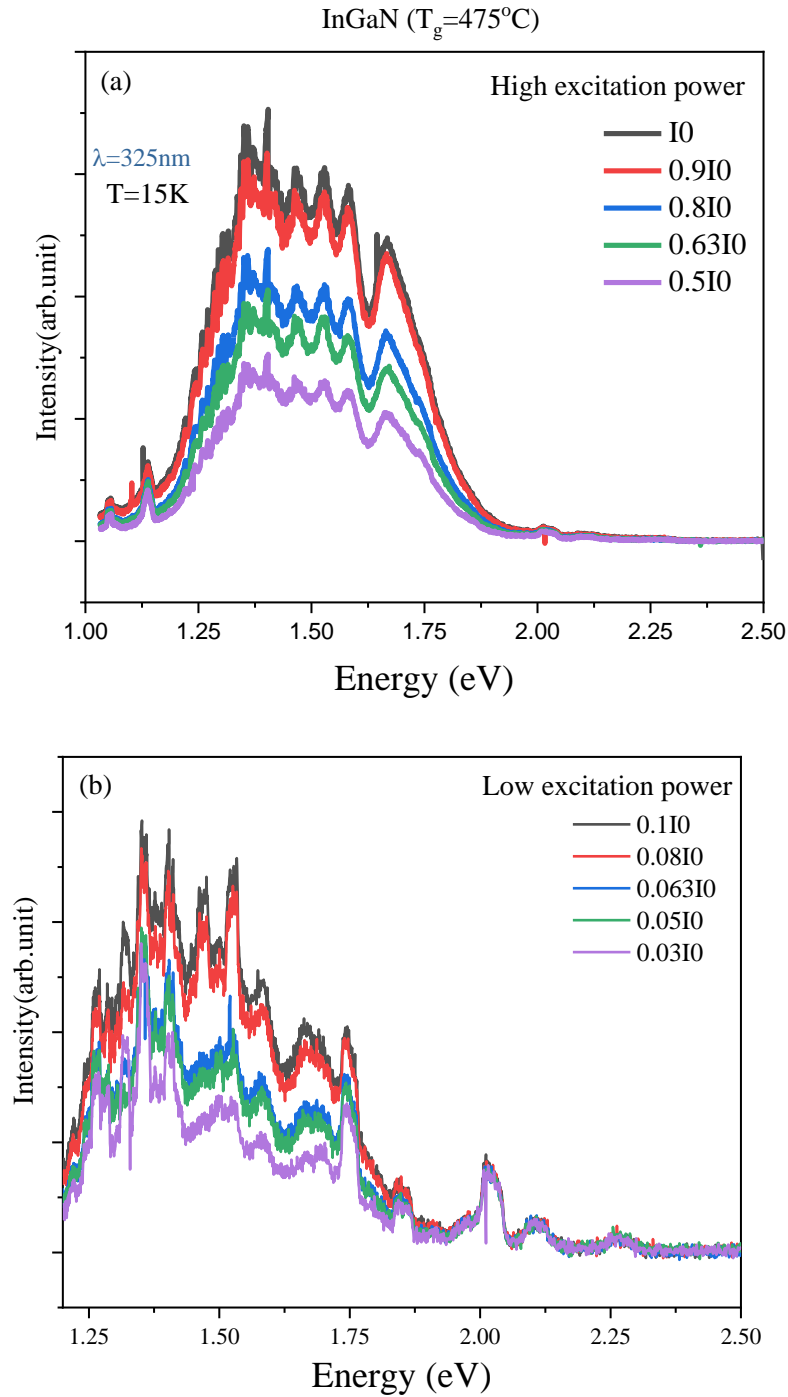 InGaN (T_g=475°C)
(a)
High excitation power
λ=325nm
T=15K
I0
0.9I0
0.8I0
0.63I0
0.5I0
Intensity(arb.unit)
1.00 1.25 1.50 1.75 2.00 2.25 2.50
Energy (eV)
(b)
Low excitation power
0.1I0
0.08I0
0.063I0
0.05I0
0.03I0
Intensity(arb.unit)
1.25 1.50 1.75 2.00 2.25 2.50
Energy (eV)